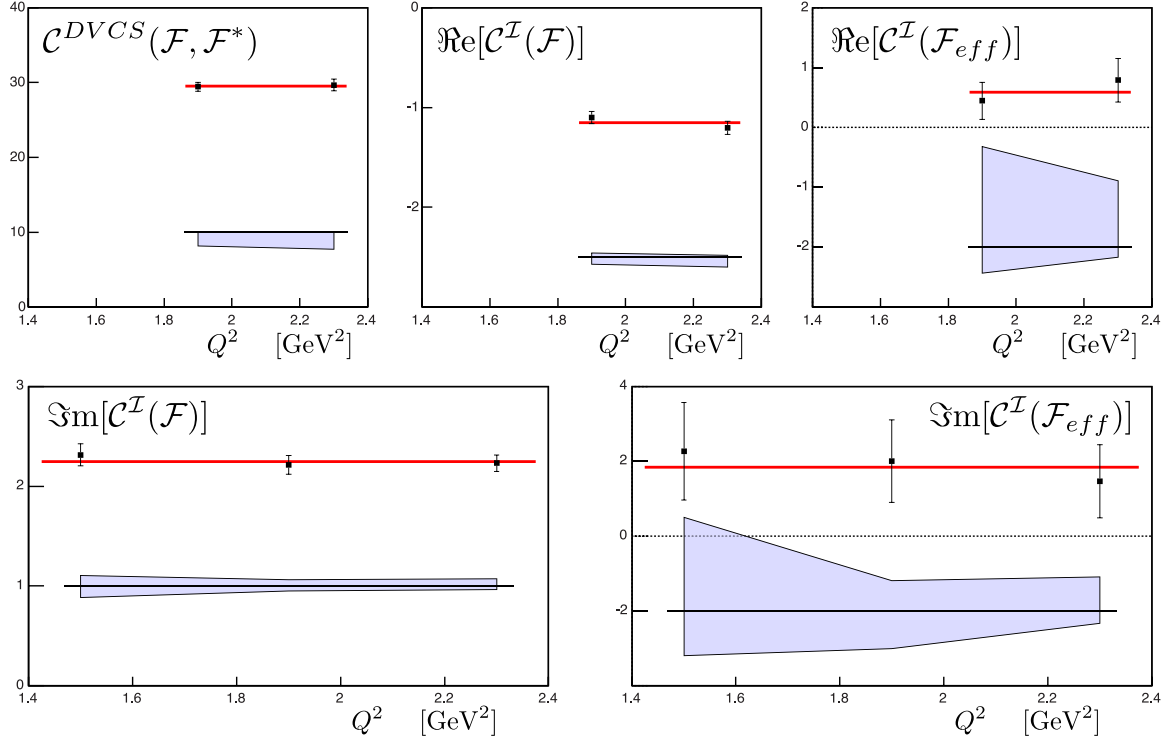 𝒞^{DVCS}(ℱ, ℱ*)
40
30
20
10
0
1.4 1.6 1.8 2 2.2 2.4
Q² [GeV²]
ℜe[𝒞^ℐ(ℱ)]
0
-1
-2
1.4 1.6 1.8 2 2.2 2.4
Q² [GeV²]
ℜe[𝒞^ℐ(ℱ_{eff})]
2
1
0
-1
-2
1.4 1.6 1.8 2 2.2 2.4
Q² [GeV²]
ℑm[𝒞^ℐ(ℱ)]
3
2
1
0
1.4 1.6 1.8 2 2.2 2.4
Q² [GeV²]
ℑm[𝒞^ℐ(ℱ_{eff})]
4
2
0
-2
1.4 1.6 1.8 2 2.2 2.4
Q² [GeV²]